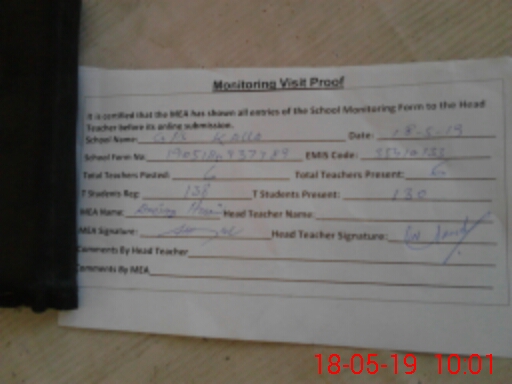 Monitoring Visit Proof
It is certified that the MEA has shown all entries of the School Monitoring Form to the Head
Teacher before its online submission.
School Name: GPS Date: 18-5-19
School Form No. EMIS Code:
Total Teachers Posted: 6 Total Teachers Present: 6
T Students Reg: 138 T Students Present: 130
MEA Name: Head Teacher Name:
MEA Signature: Head Teacher Signature:
Comments By Head Teacher
Comments By MEA
18-05-19 10:01